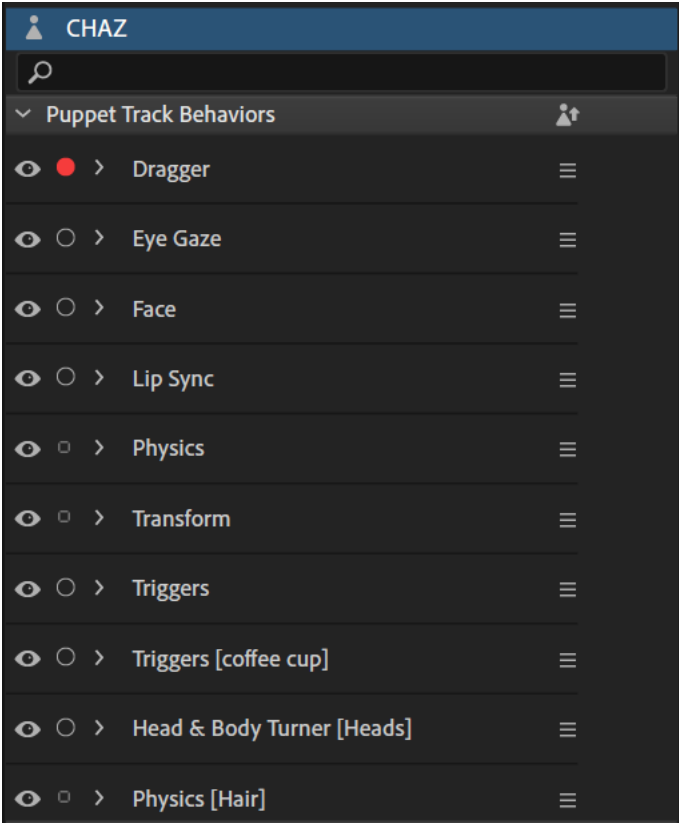 CHAZ
Puppet Track Behaviors
Dragger
Eye Gaze
Face
Lip Sync
Physics
Transform
Triggers
Triggers [coffee cup]
Head & Body Turner [Heads]
Physics [Hair]